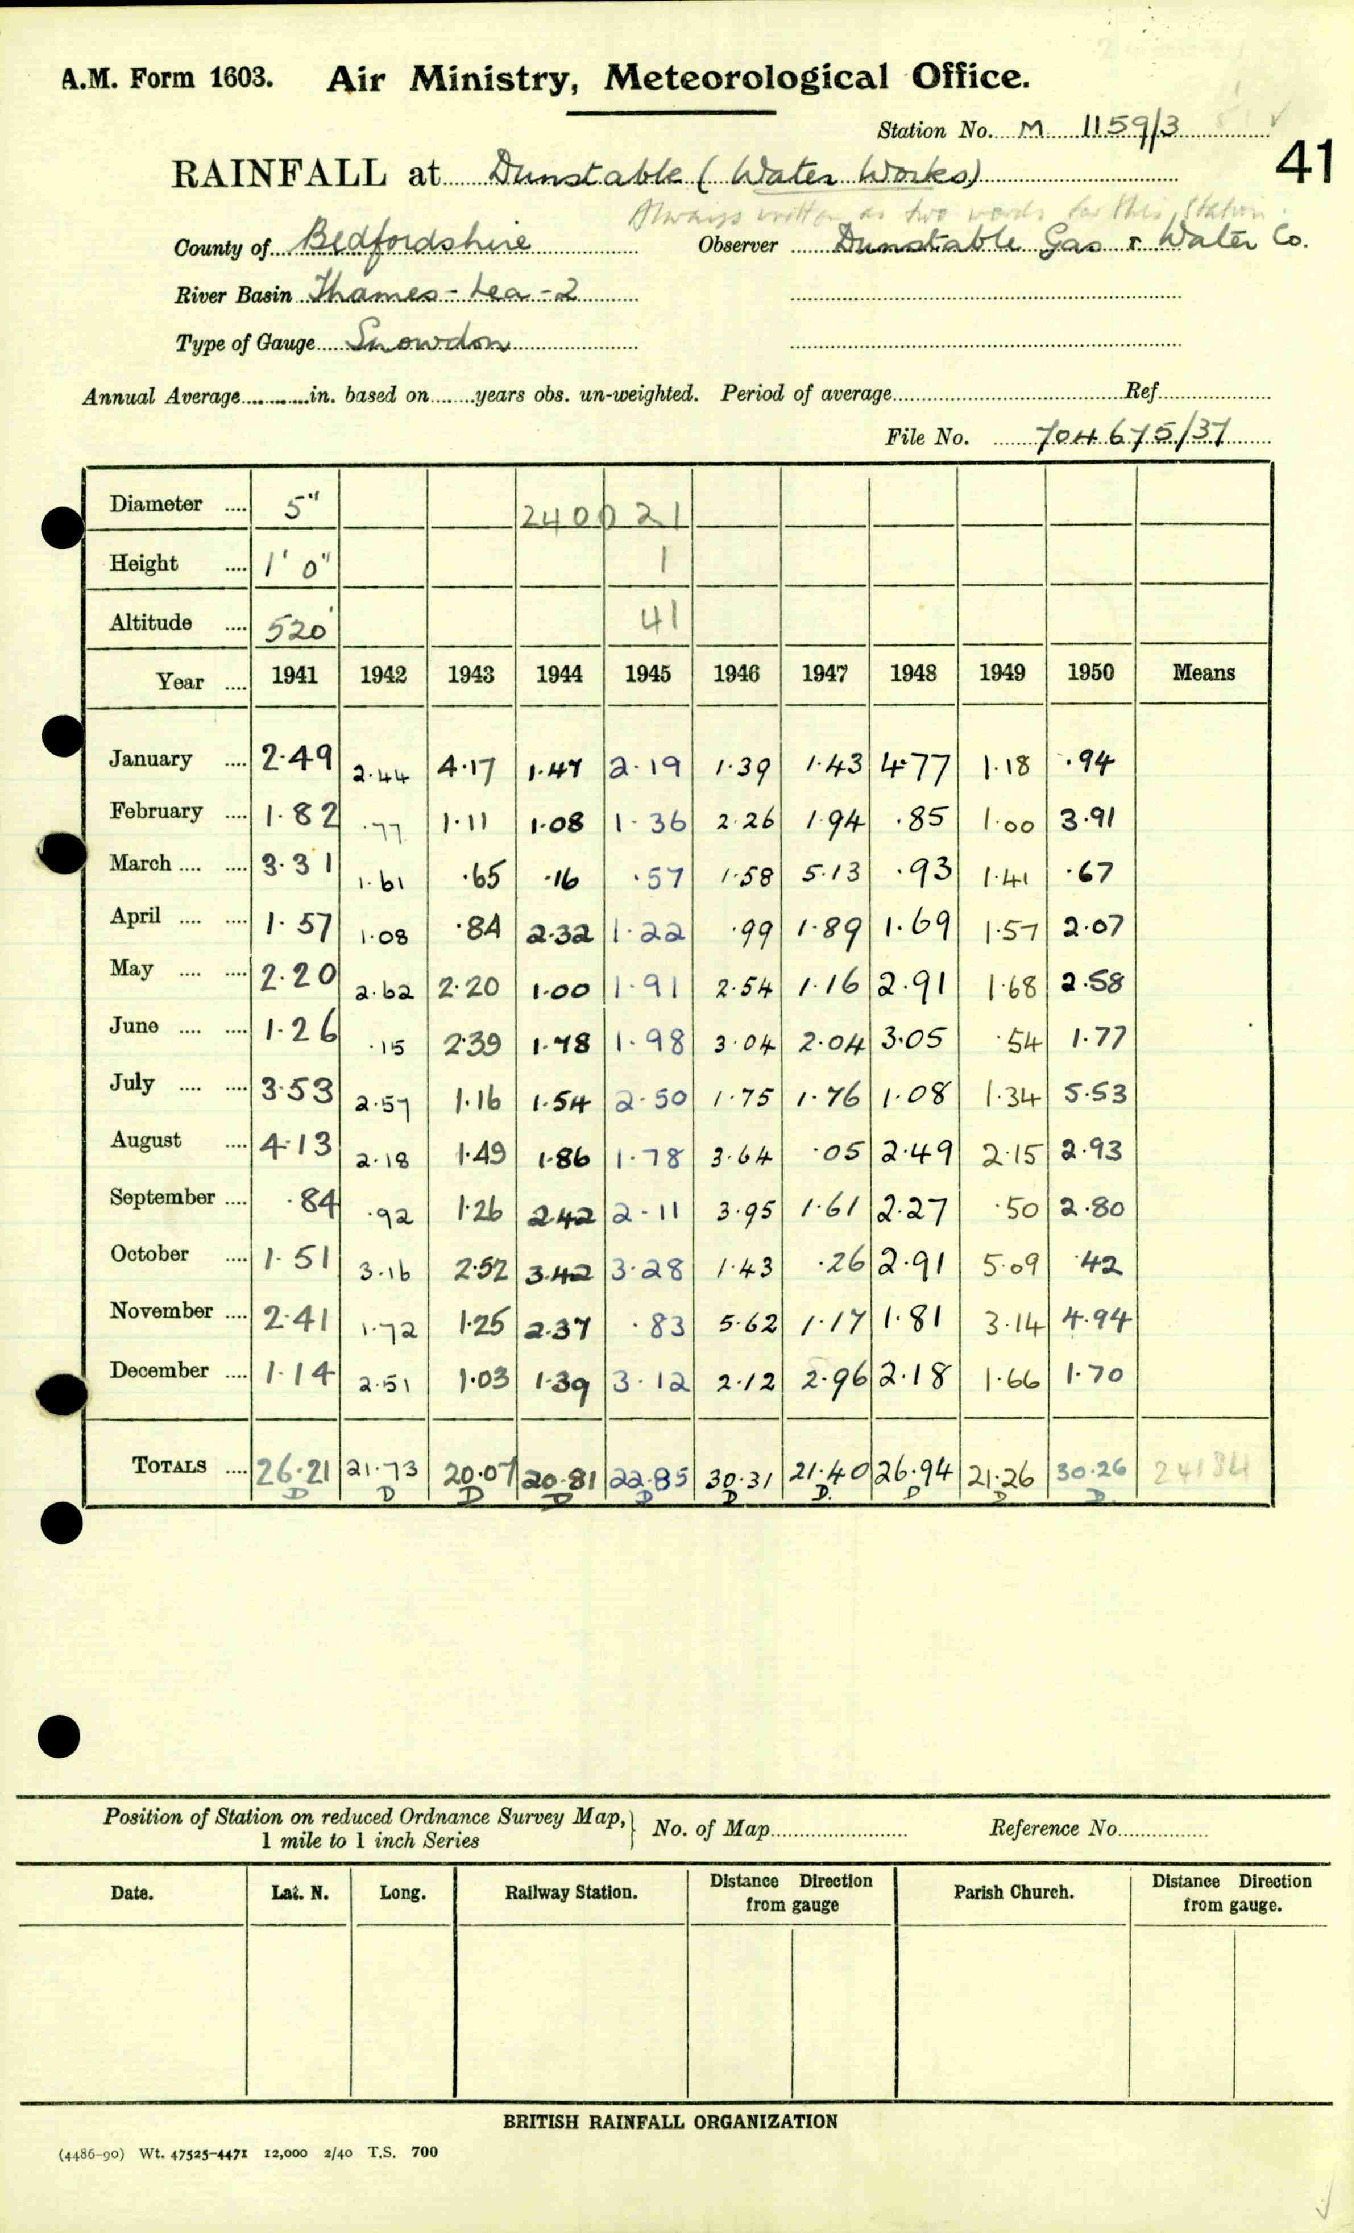 A.M. Form 1603. Air Ministry, Meteorological Office.
Station No. M 1159/3
41
RAINFALL at Dunstable (Water Works)
Always written as two words for this station.
County of Bedfordshire Observer Dunstable Gas & Water Co.
River Basin Thames-Lea-2
Type of Gauge Snowdon
Annual Average in. based on years obs. un-weighted. Period of average Ref
File No. 704675/37
Diameter 5" 240021
Height 1' 0" 1
Altitude 520' 41
Year 1941 1942 1943 1944 1945 1946 1947 1948 1949 1950 Means
January 2.49 2.44 4.17 1.47 2.19 1.39 1.43 4.77 1.18 .94
February 1.82 .77 1.11 1.08 1.36 2.26 1.94 .85 1.00 3.91
March 3.31 1.61 .65 .16 .57 1.58 5.13 .93 1.41 .67
April 1.57 1.08 .84 2.32 1.22 .99 1.89 1.69 1.57 2.07
May 2.20 2.62 2.20 1.00 1.91 2.54 1.16 2.91 1.68 2.58
June 1.26 .15 2.39 1.78 1.98 3.04 2.04 3.05 .54 1.77
July 3.53 2.57 1.16 1.54 2.50 1.75 1.76 1.08 1.34 5.53
August 4.13 2.18 1.49 1.86 1.78 3.64 .05 2.49 2.15 2.93
September .84 .92 1.26 2.42 2.11 3.95 1.61 2.27 .50 2.80
October 1.51 3.16 2.52 3.42 3.28 1.43 .26 2.91 5.09 .42
November 2.41 1.72 1.25 2.37 .83 5.62 1.17 1.81 3.14 4.94
December 1.14 2.51 1.03 1.39 3.12 2.12 2.96 2.18 1.66 1.70
TOTALS 26.21 21.73 20.07 20.81 22.85 30.31 21.40 26.94 21.26 30.26 24184
D D D D D D D. D D D.
Position of Station on reduced Ordnance Survey Map, No. of Map Reference No
1 mile to 1 inch Series
Date. Lat. N. Long. Railway Station. Distance Direction from gauge Parish Church. Distance Direction from gauge.
BRITISH RAINFALL ORGANIZATION
(4486-90) Wt. 47525-4471 12,000 2/40 T.S. 700